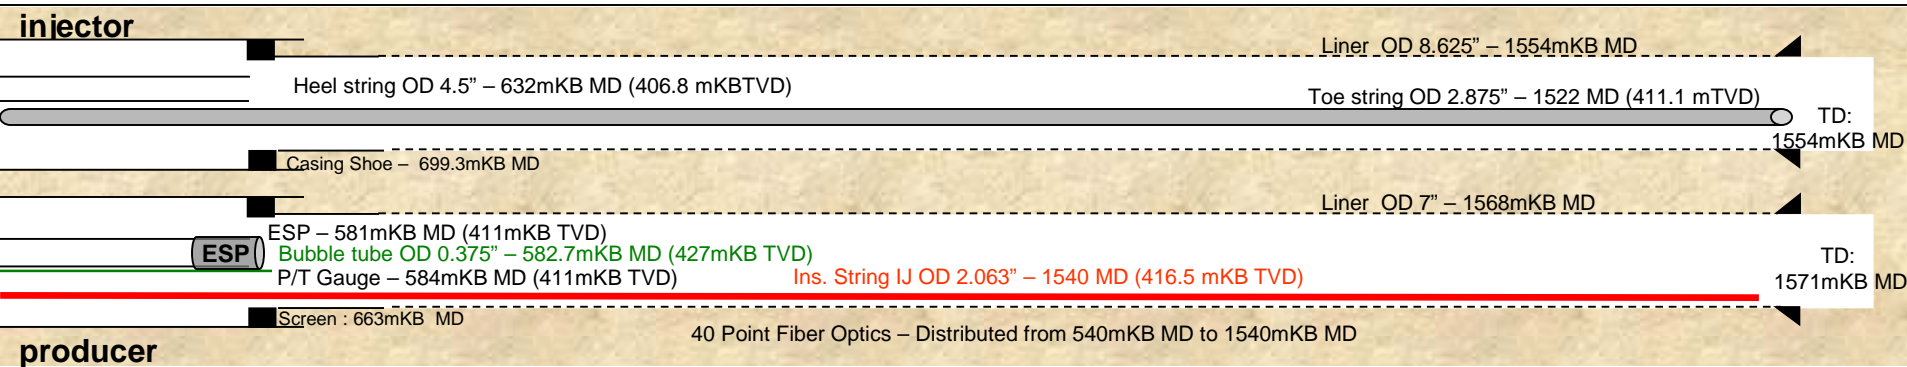 injector
Liner OD 8.625” – 1554mKB MD
Heel string OD 4.5” – 632mKB MD (406.8 mKBTVD)
Toe string OD 2.875” – 1522 MD (411.1 mTVD)
TD:
1554mKB MD
Casing Shoe – 699.3mKB MD
Liner OD 7” – 1568mKB MD
ESP – 581mKB MD (411mKB TVD)
ESP
Bubble tube OD 0.375” – 582.7mKB MD (427mKB TVD)
P/T Gauge – 584mKB MD (411mKB TVD)
Ins. String IJ OD 2.063” – 1540 MD (416.5 mKB TVD)
TD:
1571mKB MD
Screen : 663mKB MD
40 Point Fiber Optics – Distributed from 540mKB MD to 1540mKB MD
producer